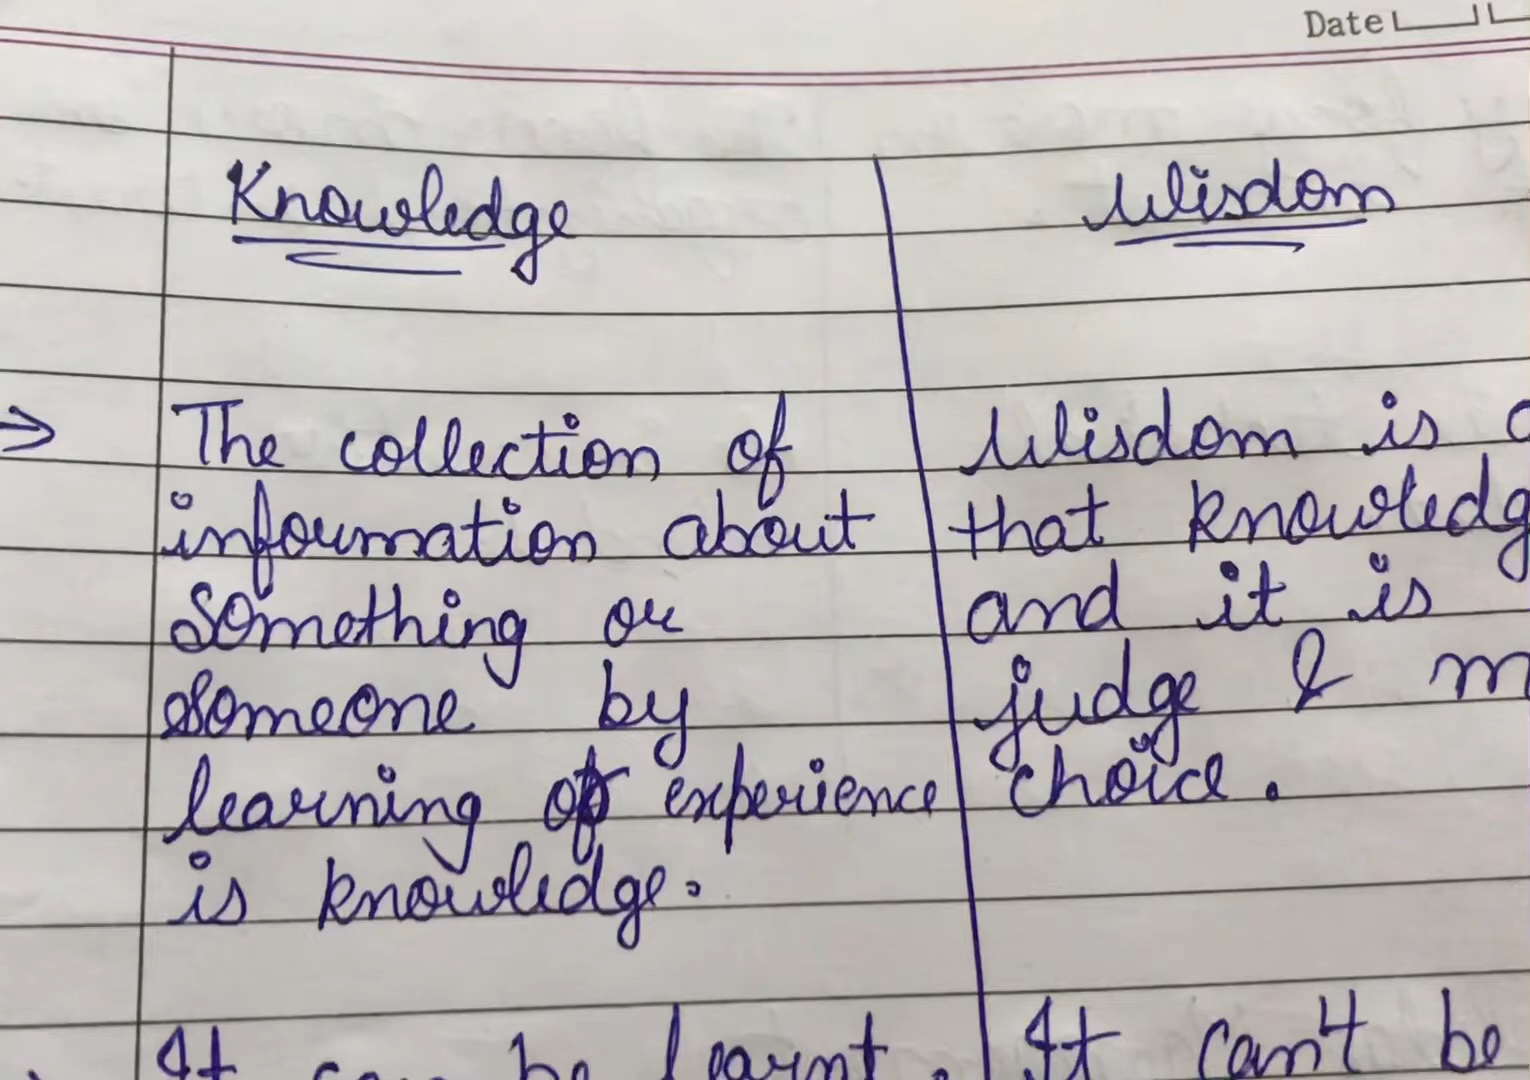 Date
Knowledge
Wisdom
The collection of
information about
Something or
someone by
learning experience
is knowledge.
Wisdom is
that knowledg
and it is
judge & m
choice.
It can be learnt.
It can't be